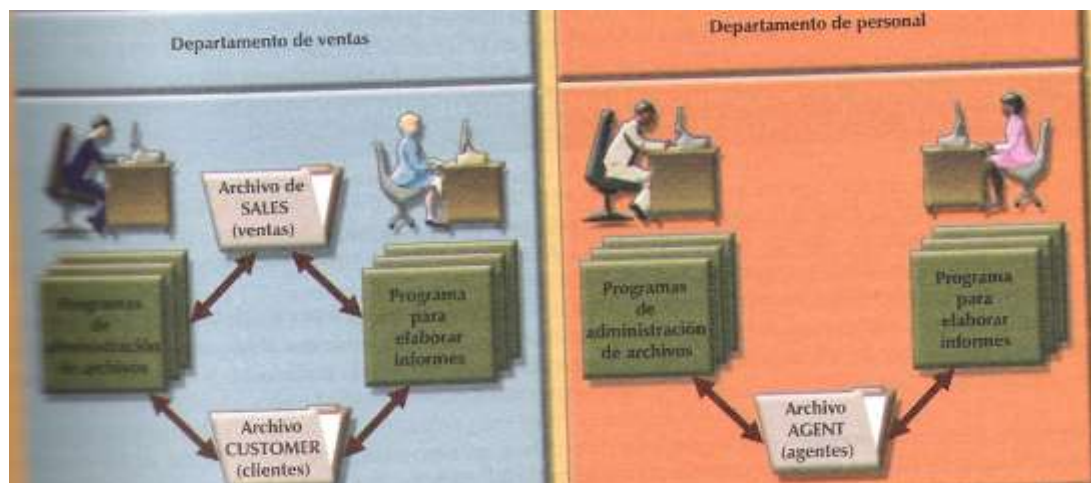 Departamento de ventas
Departamento de personal
Archivo de
SALES
(ventas)
Programas
de
administración
de archivos
Programa
para
elaborar
informes
Archivo
CUSTOMER
(clientes)
Programas
de
administración
de archivos
Programa
para
elaborar
informes
Archivo
AGENT
(agentes)